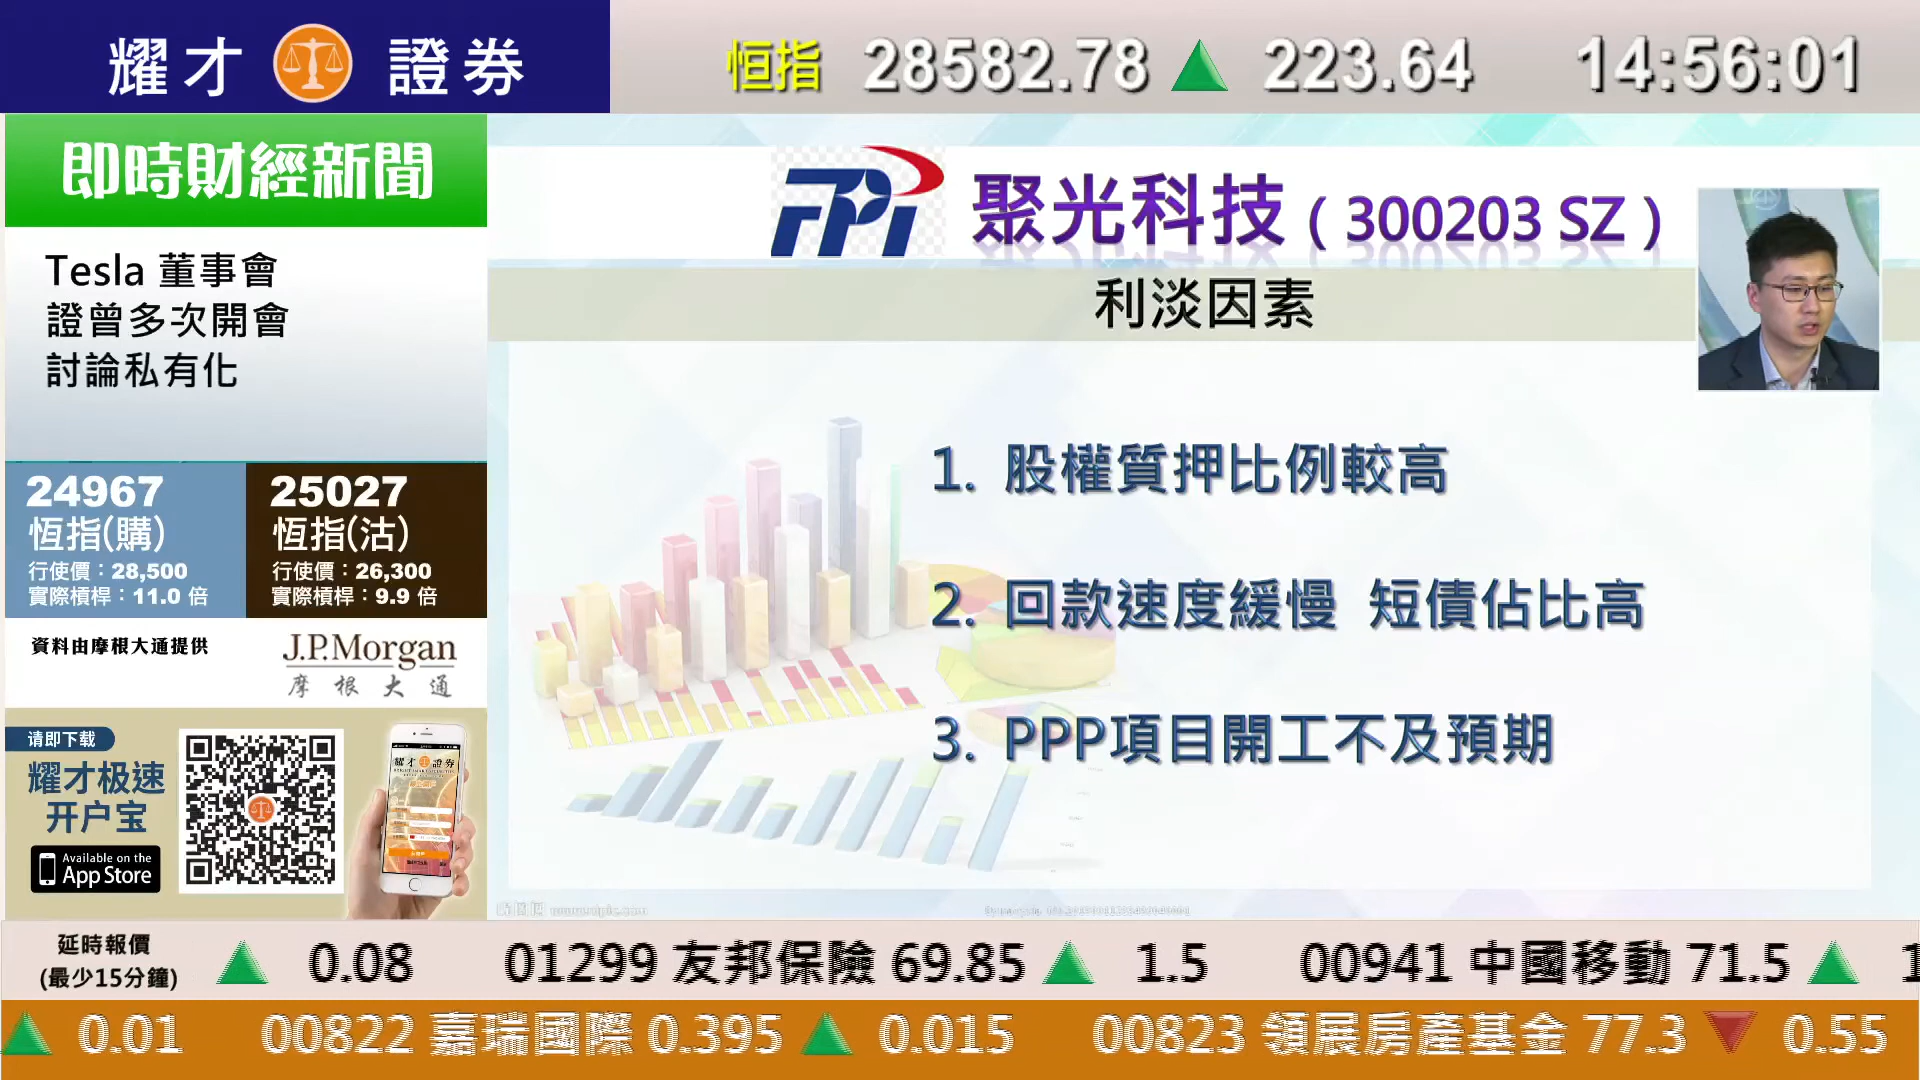 耀才 證券
恒指 28582.78 ▲ 223.64 14:56:01
即時財經新聞
Tesla 董事會
證曾多次開會
討論私有化
24967
恆指(購)
行使價：28,500
實際槓桿：11.0 倍
25027
恆指(沽)
行使價：26,300
實際槓桿：9.9 倍
資料由摩根大通提供
J.P.Morgan
摩根大通
请即下载
耀才极速
开户宝
Available on the
App Store
耀才 證券
FPI
聚光科技（300203 SZ）
利淡因素
1. 股權質押比例較高
2. 回款速度緩慢 短債佔比高
3. PPP項目開工不及預期
延時報價
(最少15分鐘)
▲ 0.08 01299 友邦保險 69.85 ▲ 1.5 00941 中國移動 71.5 ▲ 1
▲ 0.01 00822 嘉瑞國際 0.395 ▲ 0.015 00823 領展房產基金 77.3 ▼ 0.55